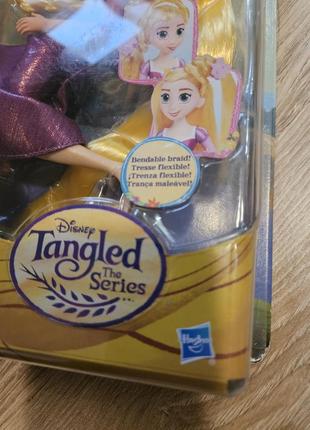 Bendable braid!
Tresse flexible!
¡Trenza flexible!
Trança maleável!
Disney
Tangled
The
Series
Hasbro